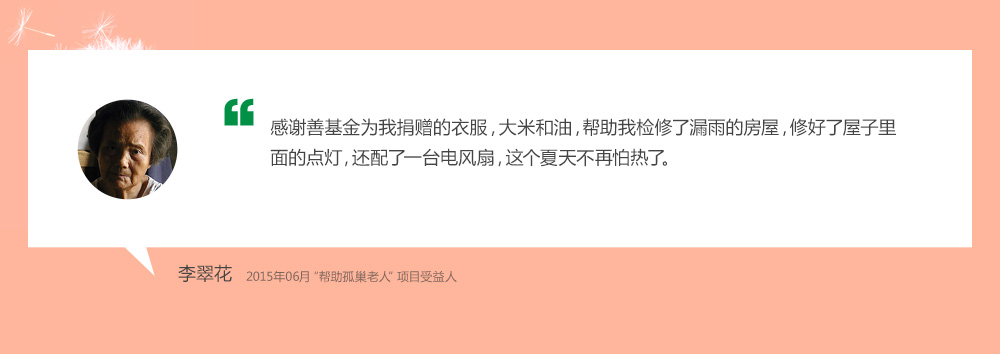 感谢善基金为我捐赠的衣服，大米和油，帮助我检修了漏雨的房屋，修好了屋子里
面的点灯，还配了一台电风扇，这个夏天不再怕热了。
李翠花 2015年06月 “帮助孤巢老人” 项目受益人